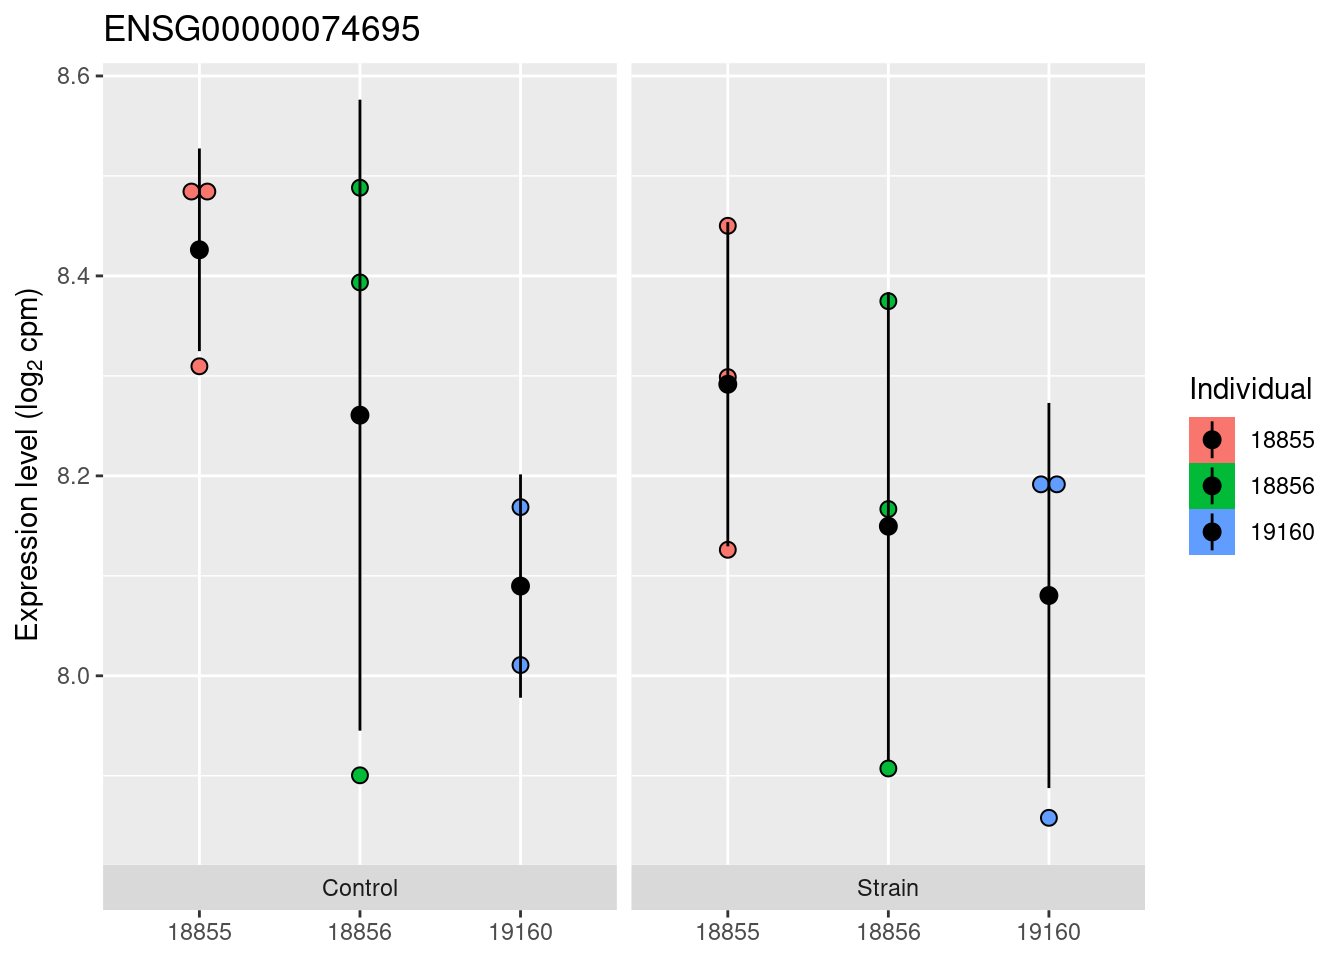 ENSG00000074695
Expression level (log₂ cpm)
8.6
8.4
8.2
8.0
Control
Strain
18855 18856 19160
18855 18856 19160
Individual
18855
18856
19160